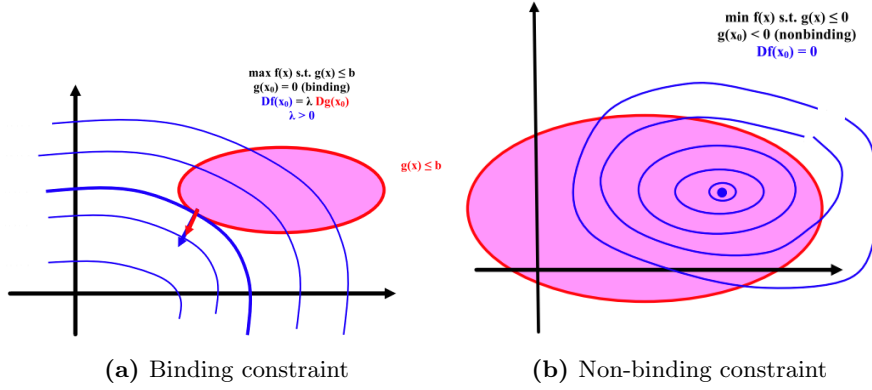 max f(x) s.t. g(x) ≤ b
g(x₀) = 0 (binding)
Df(x₀) = λ Dg(x₀)
λ > 0
g(x) ≤ b
(a) Binding constraint
min f(x) s.t. g(x) ≤ 0
g(x₀) < 0 (nonbinding)
Df(x₀) = 0
(b) Non-binding constraint